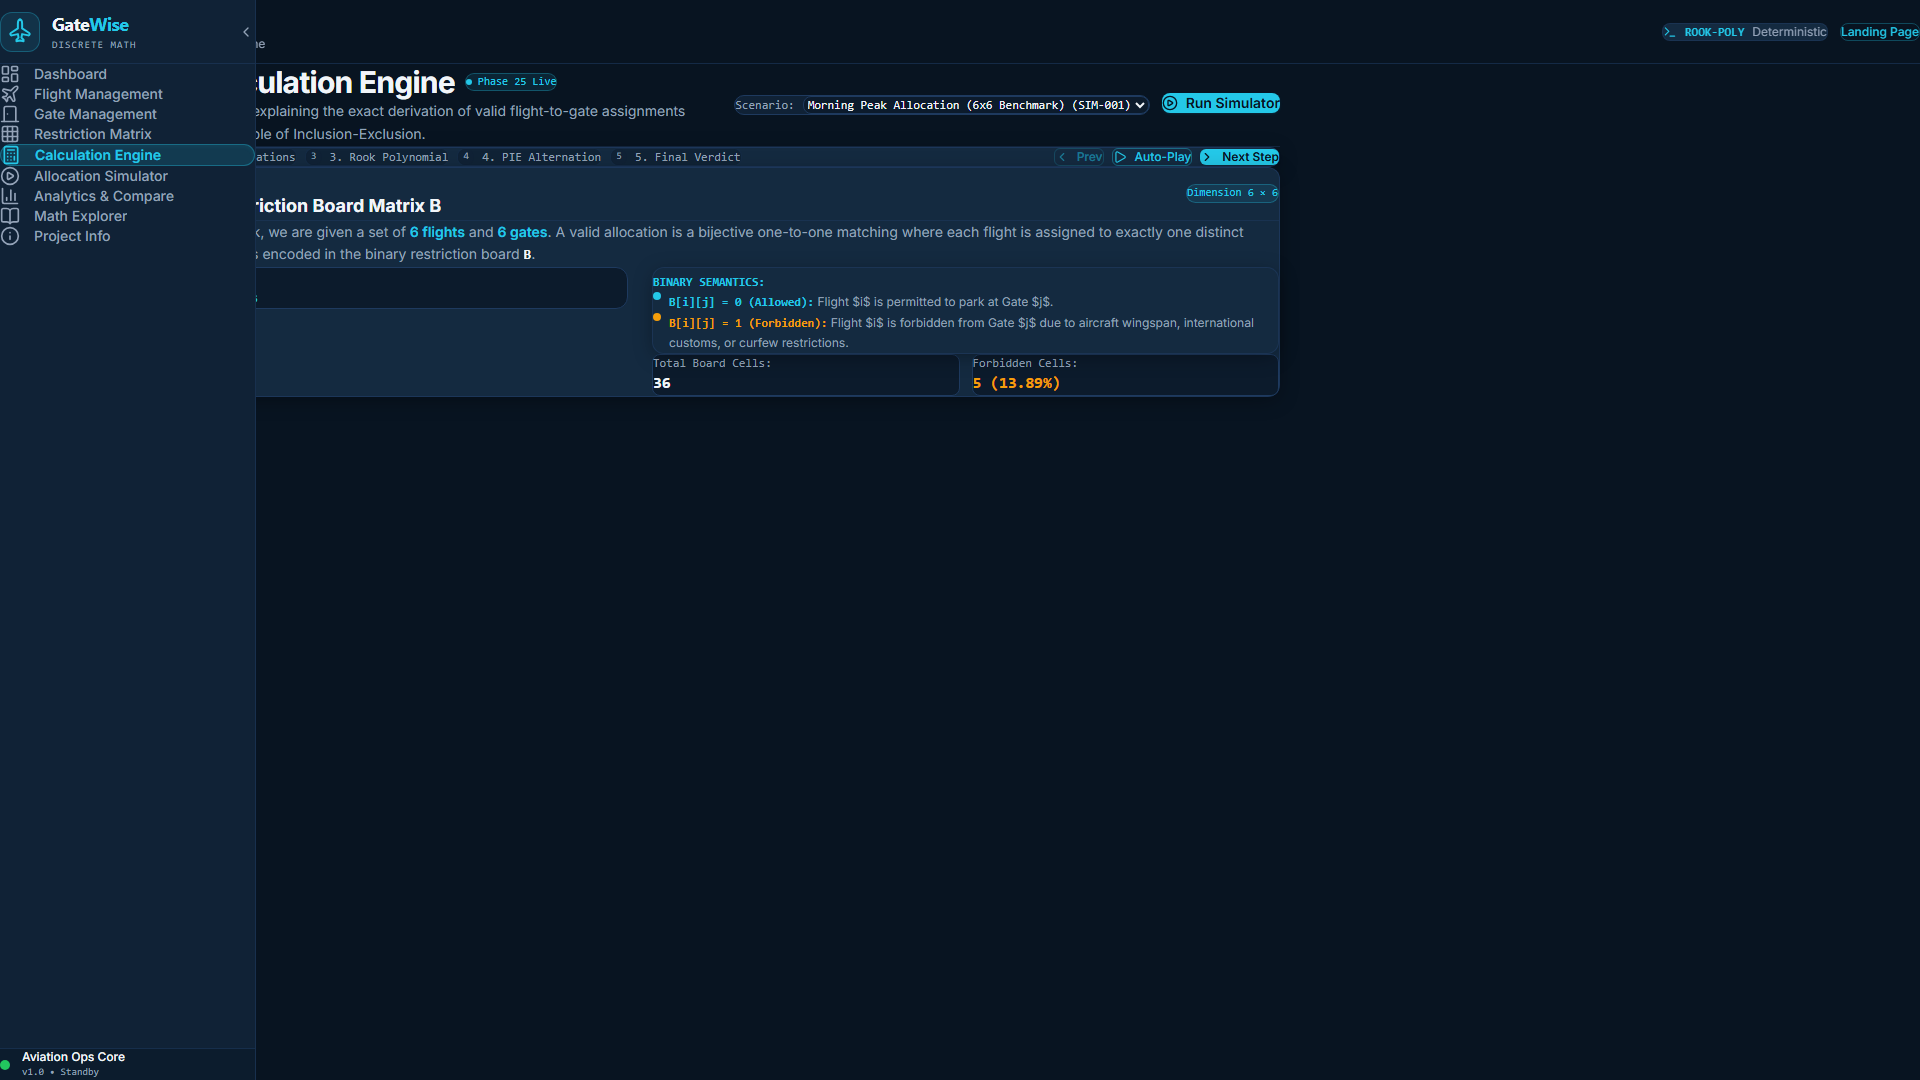 GateWise
DISCRETE MATH
Dashboard
Flight Management
Gate Management
Restriction Matrix
Calculation Engine
Allocation Simulator
Analytics & Compare
Math Explorer
Project Info
Aviation Ops Core
v1.0 • Standby
ROOK-POLY Deterministic
Landing Page
culation Engine
Phase 25 Live
explaining the exact derivation of valid flight-to-gate assignments
ple of Inclusion-Exclusion.
Scenario: Morning Peak Allocation (6x6 Benchmark) (SIM-001)
Run Simulator
ations 3 3. Rook Polynomial 4 4. PIE Alternation 5 5. Final Verdict
Prev
Auto-Play
Next Step
riction Board Matrix B
Dimension 6 × 6
k, we are given a set of 6 flights and 6 gates. A valid allocation is a bijective one-to-one matching where each flight is assigned to exactly one distinct
s encoded in the binary restriction board B.
BINARY SEMANTICS:
B[i][j] = 0 (Allowed): Flight $i$ is permitted to park at Gate $j$.
B[i][j] = 1 (Forbidden): Flight $i$ is forbidden from Gate $j$ due to aircraft wingspan, international
customs, or curfew restrictions.
Total Board Cells:
36
Forbidden Cells:
5 (13.89%)